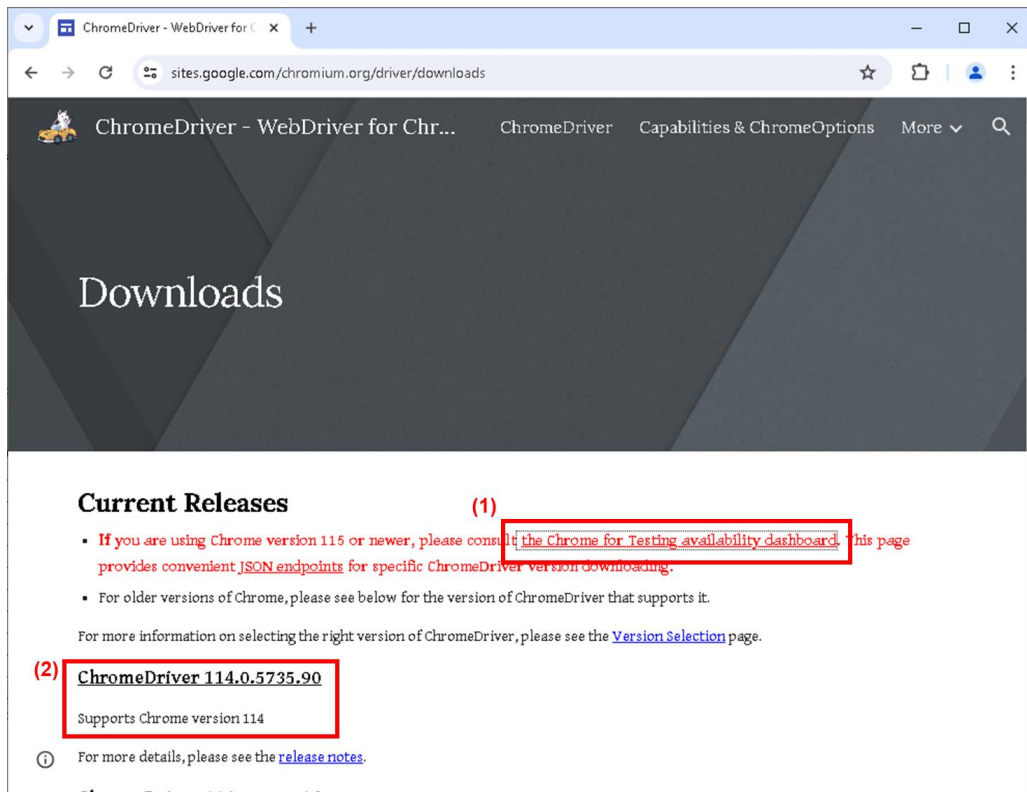 ChromeDriver - WebDriver for C
sites.google.com/chromium.org/driver/downloads
ChromeDriver - WebDriver for Chr... ChromeDriver Capabilities & ChromeOptions More
Downloads
Current Releases
(1)
If you are using Chrome version 115 or newer, please consult the Chrome for Testing availability dashboard. This page
provides convenient JSON endpoints for specific ChromeDriver version downloading.
For older versions of Chrome, please see below for the version of ChromeDriver that supports it.
For more information on selecting the right version of ChromeDriver, please see the Version Selection page.
(2)
ChromeDriver 114.0.5735.90
Supports Chrome version 114
For more details, please see the release notes.